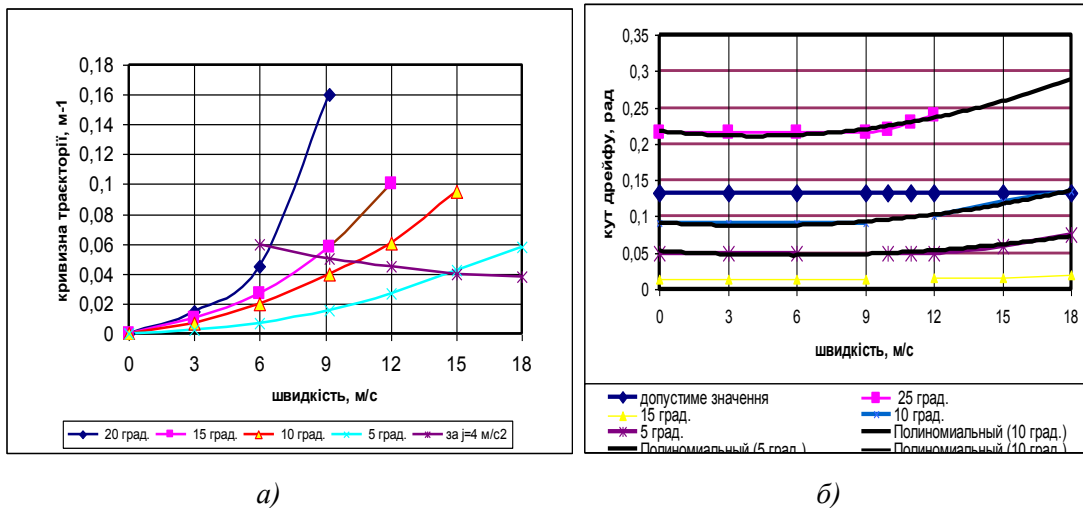 кривизна траєкторії, м-1
0,18
0,16
0,14
0,12
0,1
0,08
0,06
0,04
0,02
0
0 3 6 9 12 15 18
швидкість, м/с
20 град. 15 град. 10 град. 5 град. за j=4 м/с2
а)
кут дрейфу, рад
0,35
0,3
0,25
0,2
0,15
0,1
0,05
0
0 3 6 9 12 15 18
швидкість, м/с
допустиме значення 25 град.
15 град. 10 град.
5 град. Полиномиальный (10 град.)
Полиномиальный (5 град.) Полиномиальный (10 град.)
б)